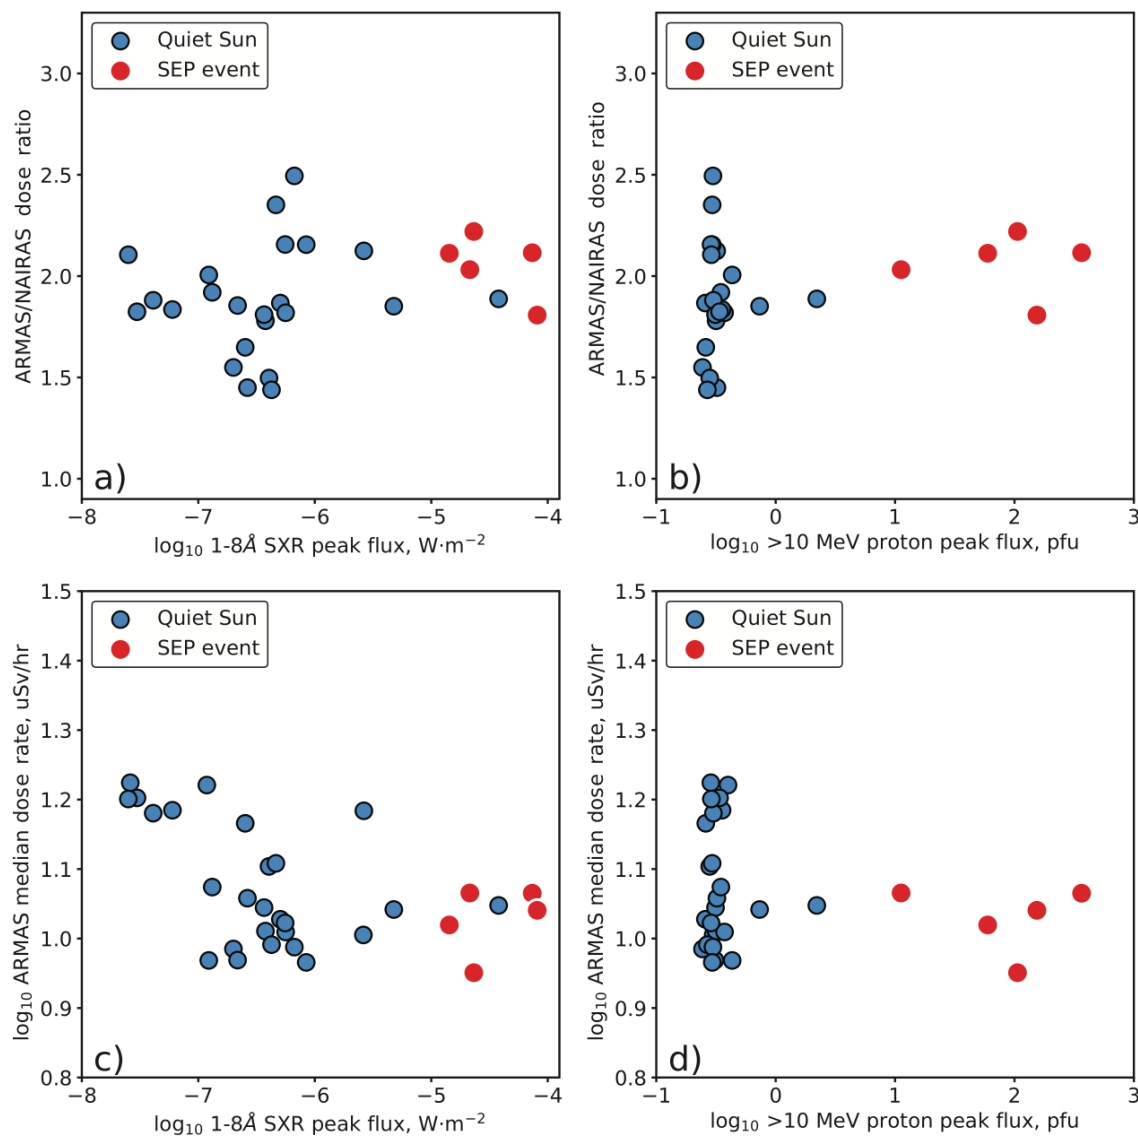 Quiet Sun
SEP event
ARMAS/NAIRAS dose ratio
3.0
2.5
2.0
1.5
1.0
a)
−8
−7
−6
−5
−4
log₁₀ 1-8Å SXR peak flux, W·m⁻²
Quiet Sun
SEP event
ARMAS/NAIRAS dose ratio
3.0
2.5
2.0
1.5
1.0
b)
−1
0
1
2
3
log₁₀ >10 MeV proton peak flux, pfu
Quiet Sun
SEP event
log₁₀ ARMAS median dose rate, uSv/hr
1.5
1.4
1.3
1.2
1.1
1.0
0.9
0.8
c)
−8
−7
−6
−5
−4
log₁₀ 1-8Å SXR peak flux, W·m⁻²
Quiet Sun
SEP event
log₁₀ ARMAS median dose rate, uSv/hr
1.5
1.4
1.3
1.2
1.1
1.0
0.9
0.8
d)
−1
0
1
2
3
log₁₀ >10 MeV proton peak flux, pfu